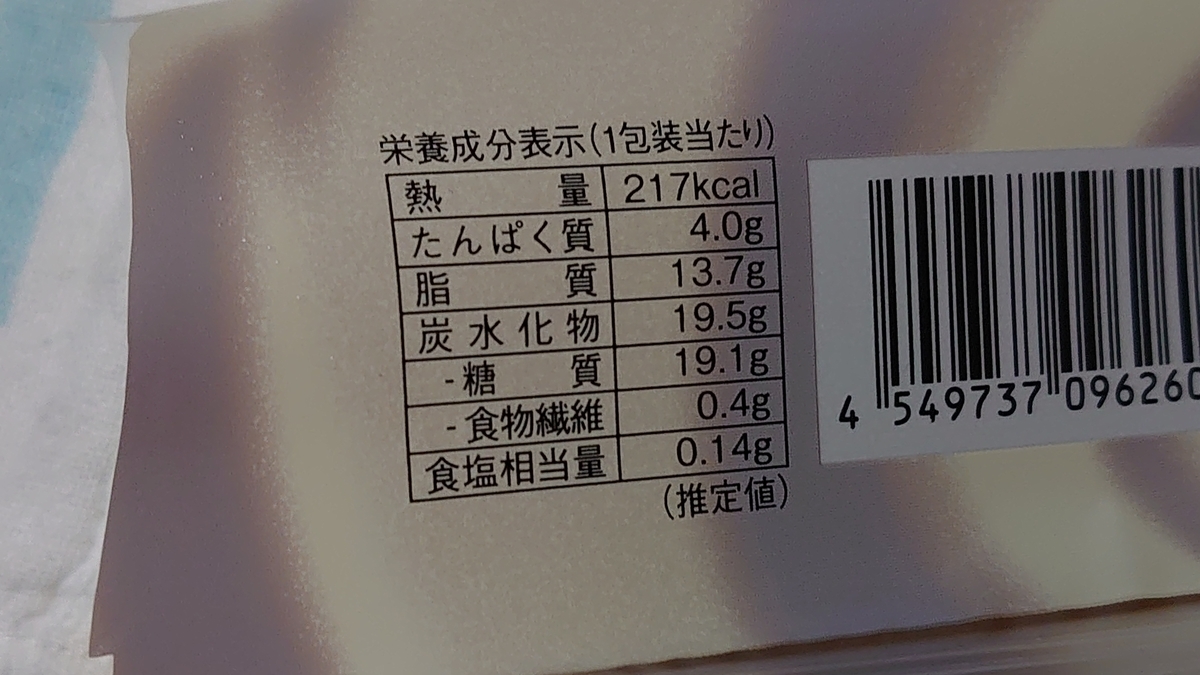 栄養成分表示(1包装当たり)
熱量 217kcal
たんぱく質 4.0g
脂質 13.7g
炭水化物 19.5g
-糖質 19.1g
-食物繊維 0.4g
食塩相当量 0.14g
(推定値)
4 549737 096260